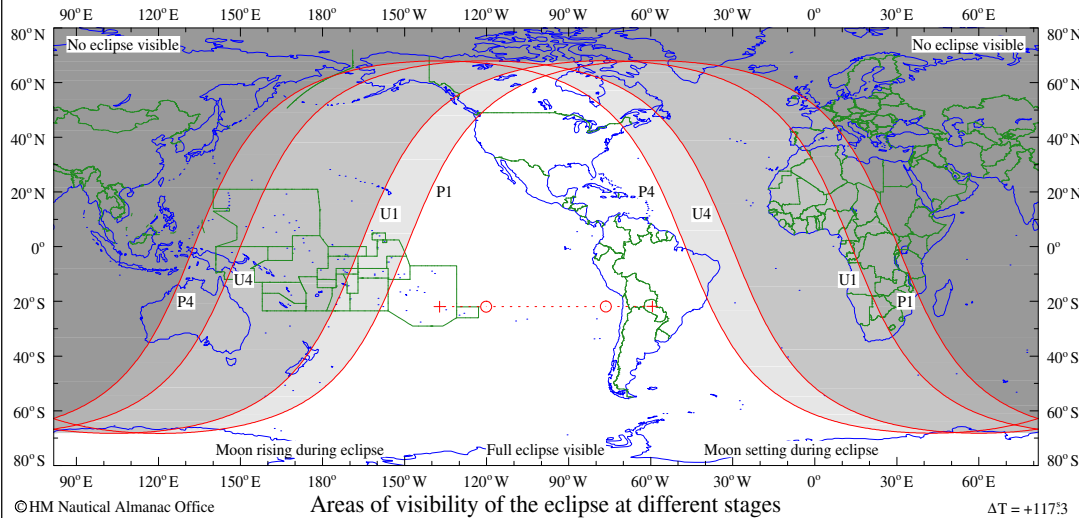 90°E 120°E 150°E 180° 150°W 120°W 90°W 60°W 30°W 0° 30°E 60°E
80°N 80°N
No eclipse visible No eclipse visible
60°N 60°N
40°N 40°N
20°N 20°N
P1 P4
U1 U4
0° 0°
U4 U1
P4 P1
20°S 20°S
40°S 40°S
60°S 60°S
Moon rising during eclipse Full eclipse visible Moon setting during eclipse
80°S 80°S
90°E 120°E 150°E 180° 150°W 120°W 90°W 60°W 30°W 0° 30°E 60°E
©HM Nautical Almanac Office Areas of visibility of the eclipse at different stages ΔT = +117ˢ.3